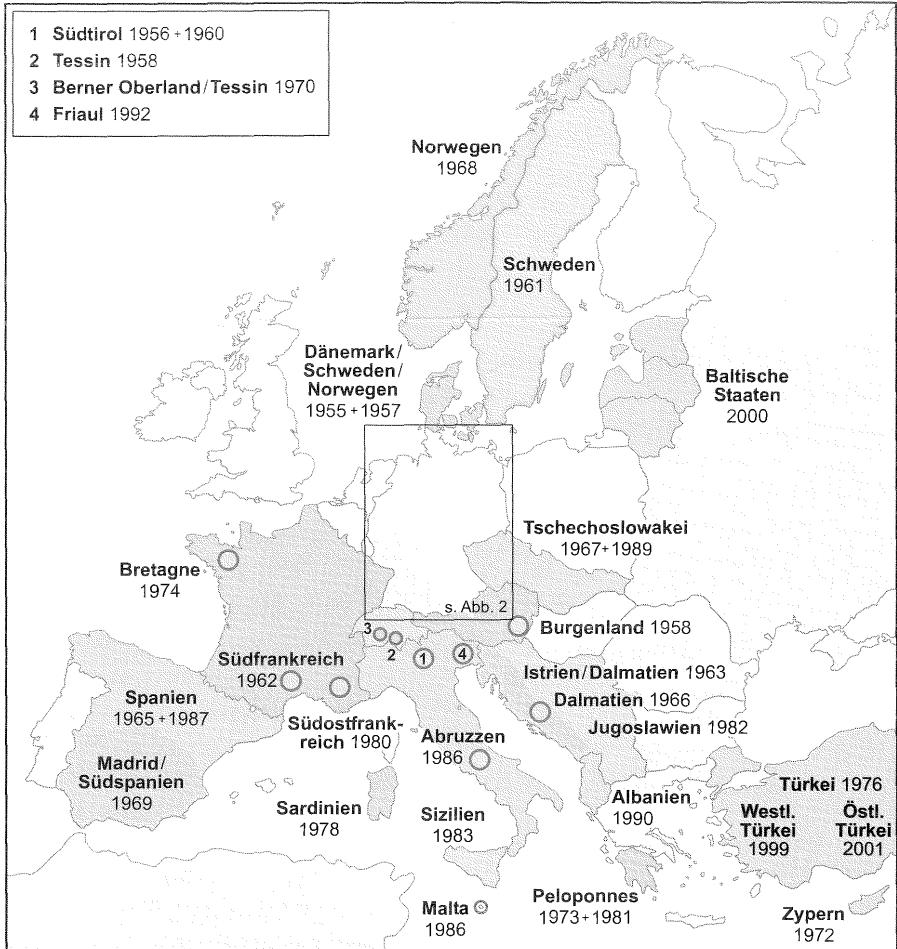 1 Südtirol 1956+1960
2 Tessin 1958
3 Berner Oberland/Tessin 1970
4 Friaul 1992
Norwegen
1968
Schweden
1961
Dänemark/
Schweden/
Norwegen
1955+1957
Baltische
Staaten
2000
Tschechoslowakei
1967+1989
Bretagne
1974
s. Abb. 2
3
2
1
4
Burgenland 1958
Südfrankreich
1962
Istrien/Dalmatien 1963
Dalmatien 1966
Jugoslawien 1982
Spanien
1965+1987
Südostfrank-
reich 1980
Abruzzen
1986
Madrid/
Südspanien
1969
Sardinien
1978
Sizilien
1983
Albanien
1990
Türkei 1976
Westl.
Türkei
1999
Östl.
Türkei
2001
Malta
1986
Peloponnes
1973+1981
Zypern
1972